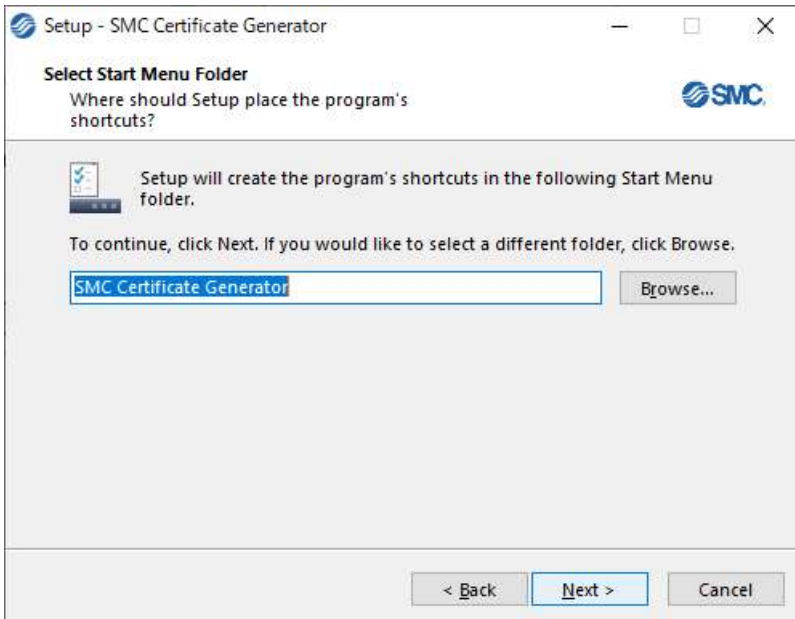 Setup - SMC Certificate Generator
Select Start Menu Folder
Where should Setup place the program's
shortcuts?
SMC.
Setup will create the program's shortcuts in the following Start Menu
folder.
To continue, click Next. If you would like to select a different folder, click Browse.
SMC Certificate Generator
Browse...
< Back
Next >
Cancel